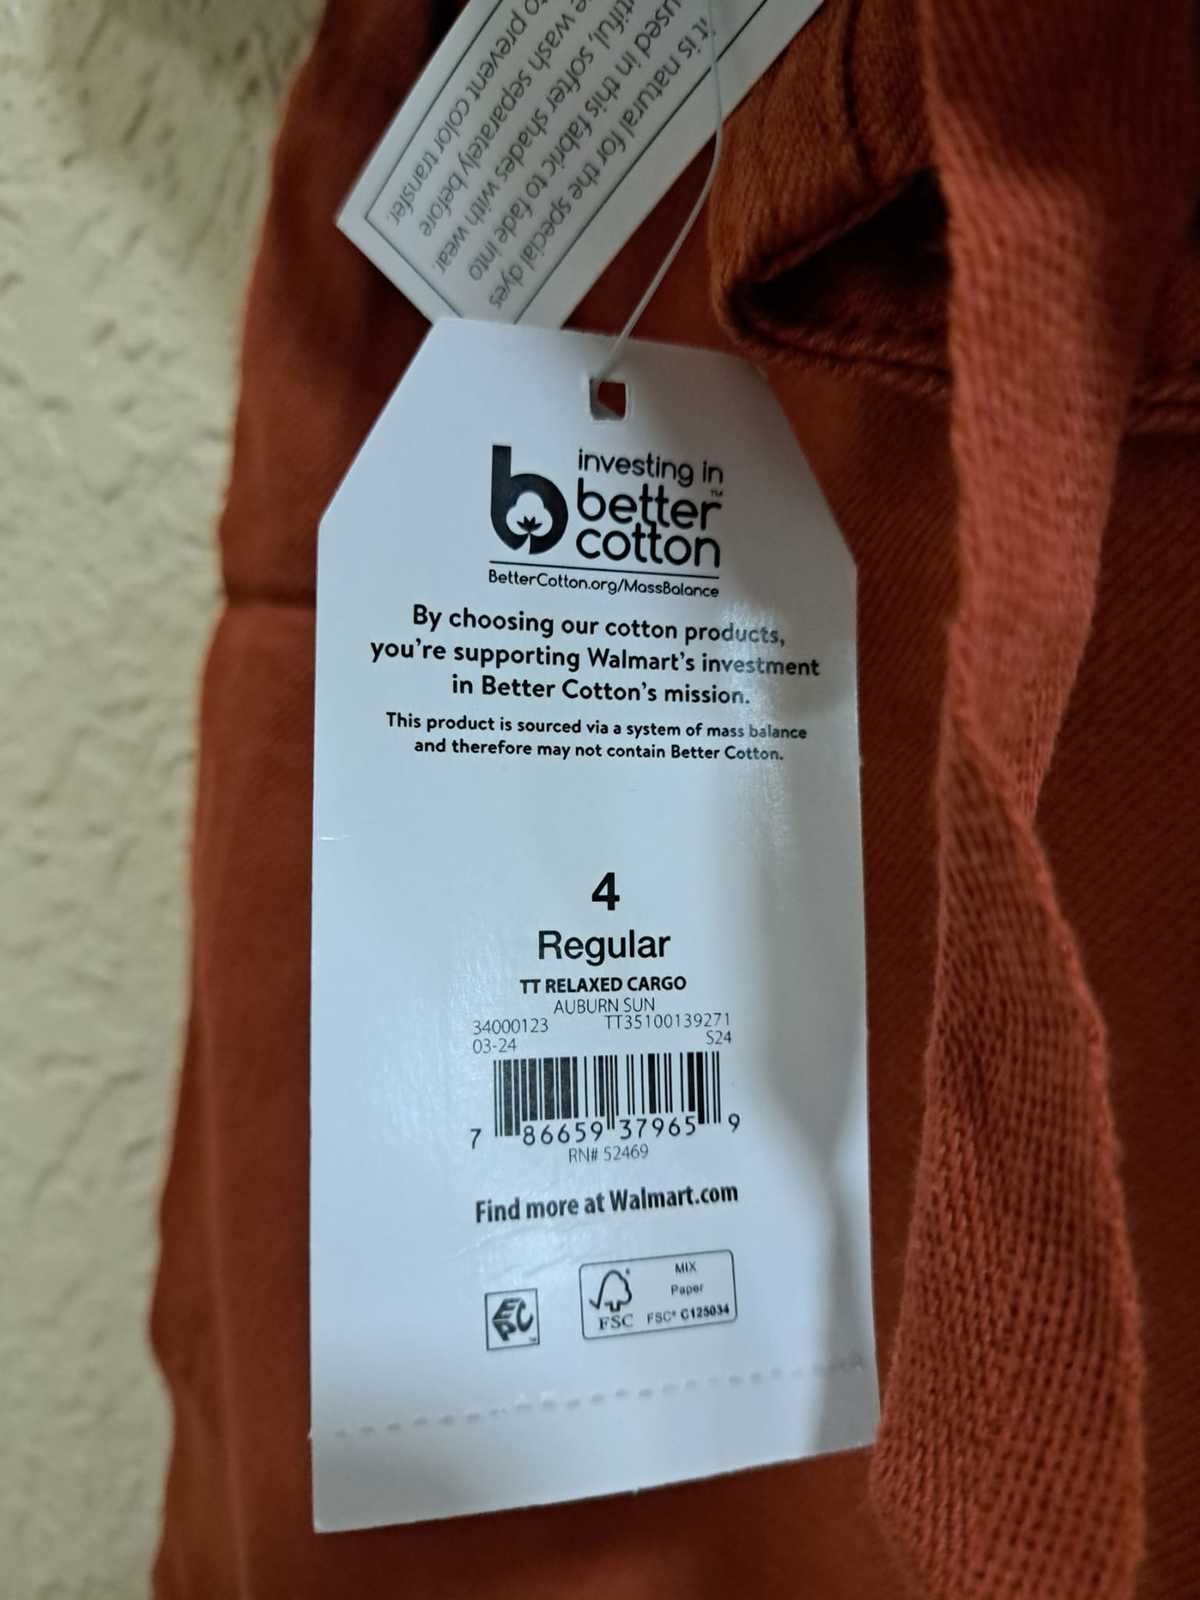 it is natural for the special dyes
used in this fabric to fade into
softer shades with wear.
wash separately before
to prevent color transfer.
investing in
better™
cotton
BetterCotton.org/MassBalance
By choosing our cotton products,
you're supporting Walmart's investment
in Better Cotton's mission.
This product is sourced via a system of mass balance
and therefore may not contain Better Cotton.
4
Regular
TT RELAXED CARGO
AUBURN SUN
34000123 TT35100139271
03-24 S24
7 86659 37965 9
RN# 52469
Find more at Walmart.com
EPC™
MIX
Paper
FSC FSC® C125034